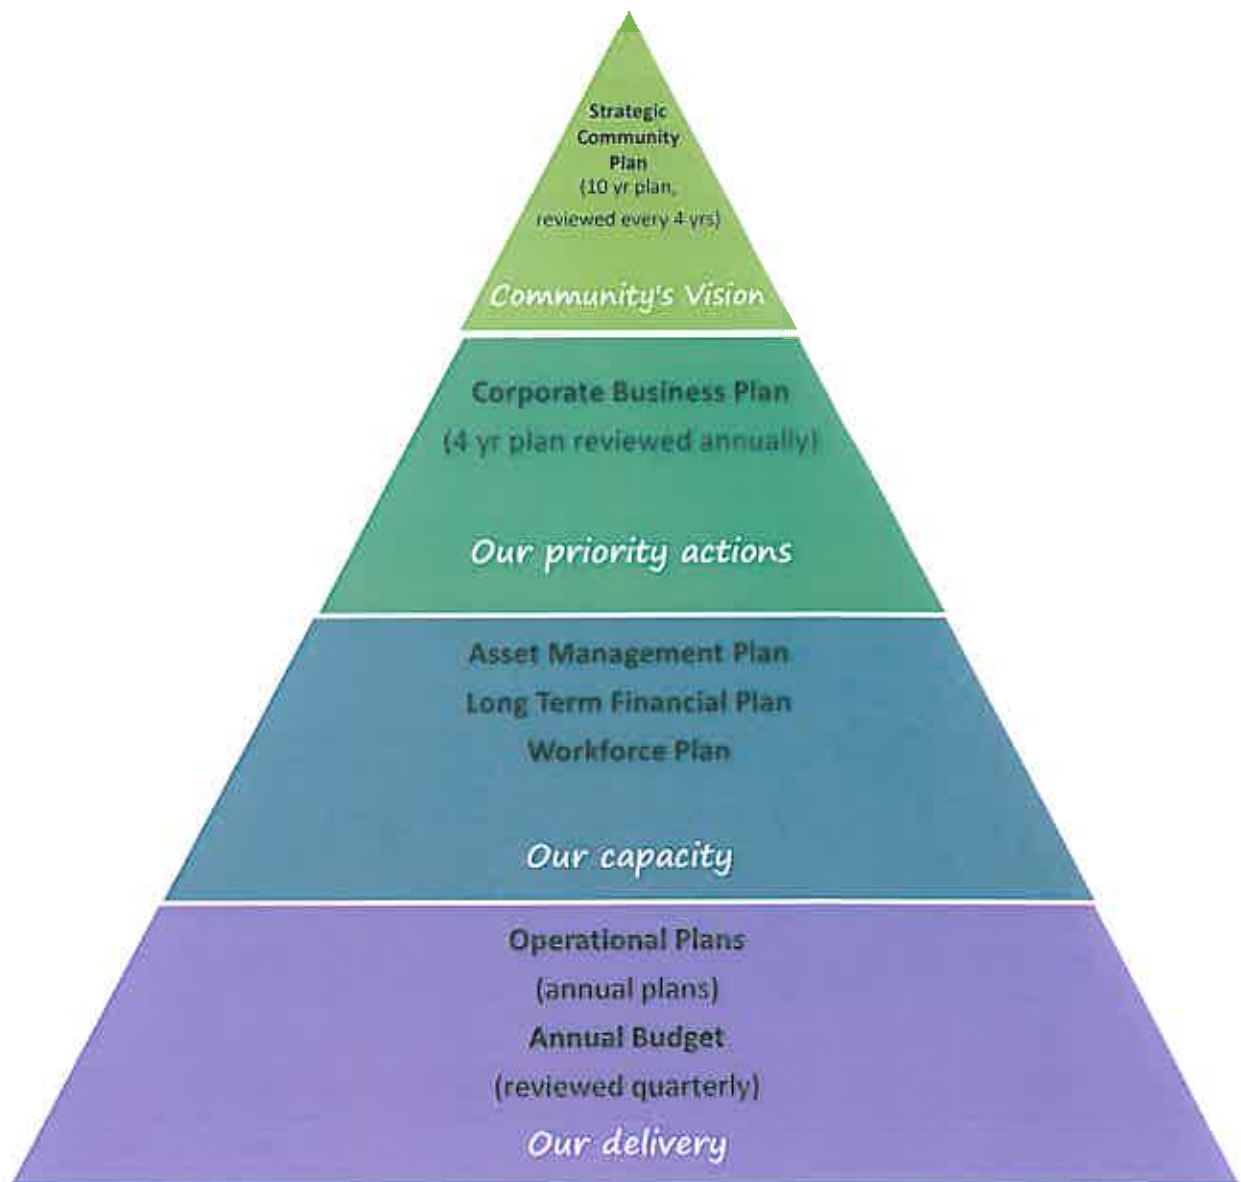 Strategic
Community
Plan
(10 yr plan,
reviewed every 4 yrs)
Community's Vision
Corporate Business Plan
(4 yr plan reviewed annually)
Our priority actions
Asset Management Plan
Long Term Financial Plan
Workforce Plan
Our capacity
Operational Plans
(annual plans)
Annual Budget
(reviewed quarterly)
Our delivery